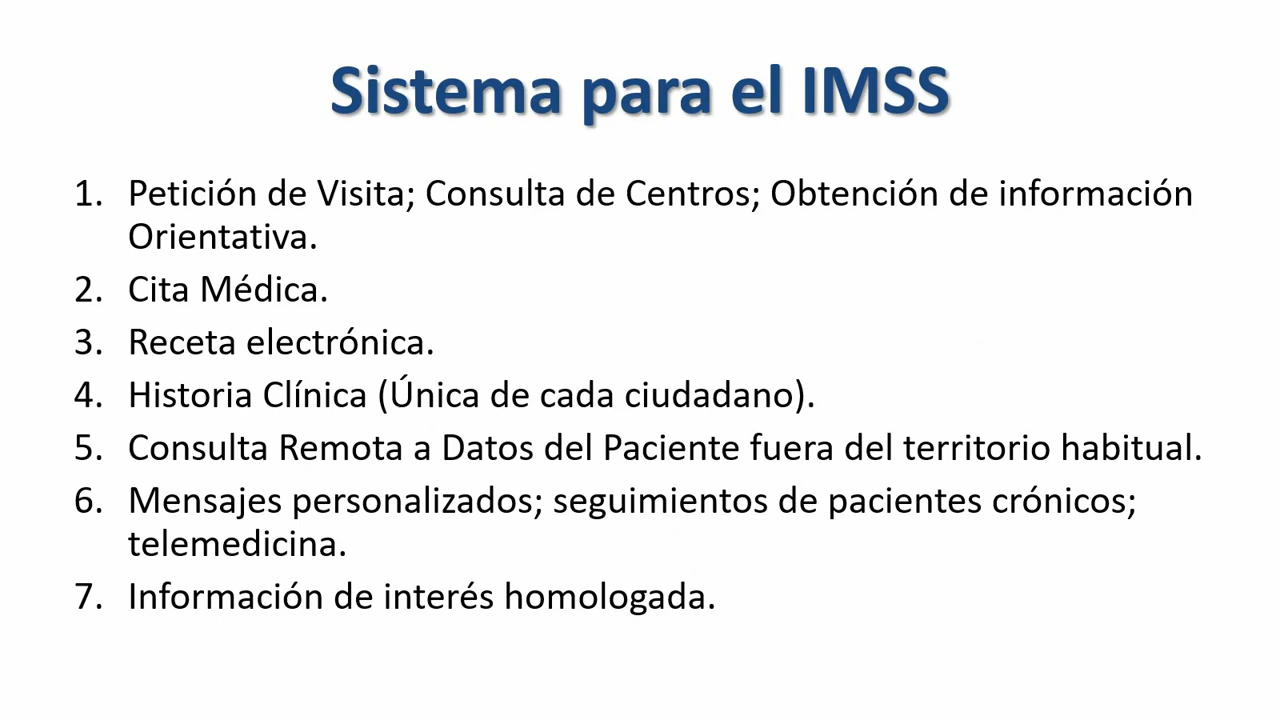 Sistema para el IMSS
1. Petición de Visita; Consulta de Centros; Obtención de información
Orientativa.
2. Cita Médica.
3. Receta electrónica.
4. Historia Clínica (Única de cada ciudadano).
5. Consulta Remota a Datos del Paciente fuera del territorio habitual.
6. Mensajes personalizados; seguimientos de pacientes crónicos;
telemedicina.
7. Información de interés homologada.